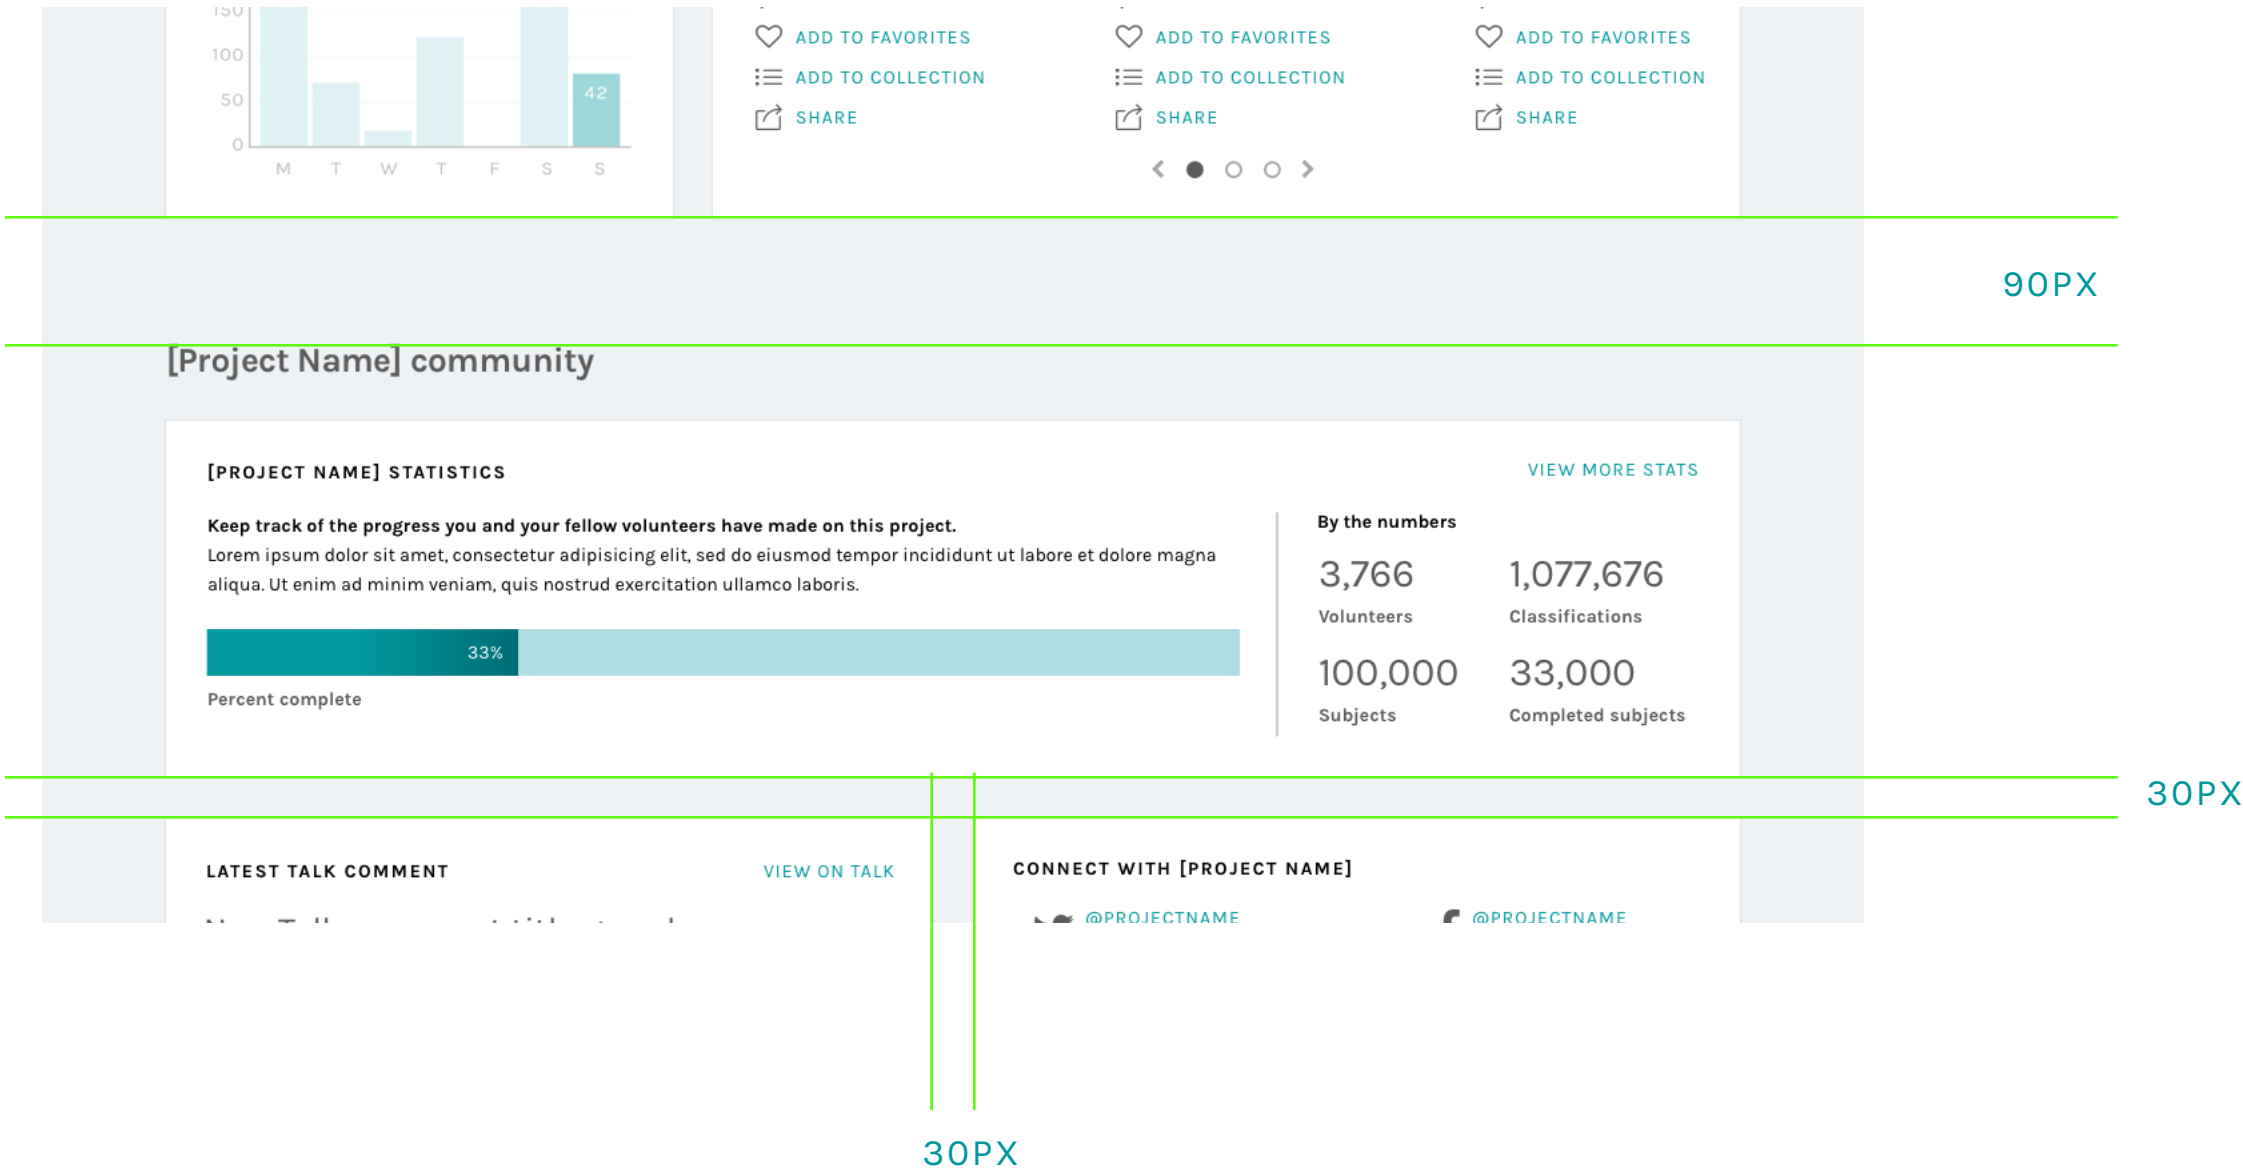 150
100
50
0
42
M T W T F S S
ADD TO FAVORITES
ADD TO COLLECTION
SHARE
ADD TO FAVORITES
ADD TO COLLECTION
SHARE
ADD TO FAVORITES
ADD TO COLLECTION
SHARE
90PX
[Project Name] community
[PROJECT NAME] STATISTICS
VIEW MORE STATS
Keep track of the progress you and your fellow volunteers have made on this project.
Lorem ipsum dolor sit amet, consectetur adipisicing elit, sed do eiusmod tempor incididunt ut labore et dolore magna
aliqua. Ut enim ad minim veniam, quis nostrud exercitation ullamco laboris.
33%
Percent complete
By the numbers
3,766
Volunteers
1,077,676
Classifications
100,000
Subjects
33,000
Completed subjects
30PX
LATEST TALK COMMENT
VIEW ON TALK
CONNECT WITH [PROJECT NAME]
@PROJECTNAME
@PROJECTNAME
30PX